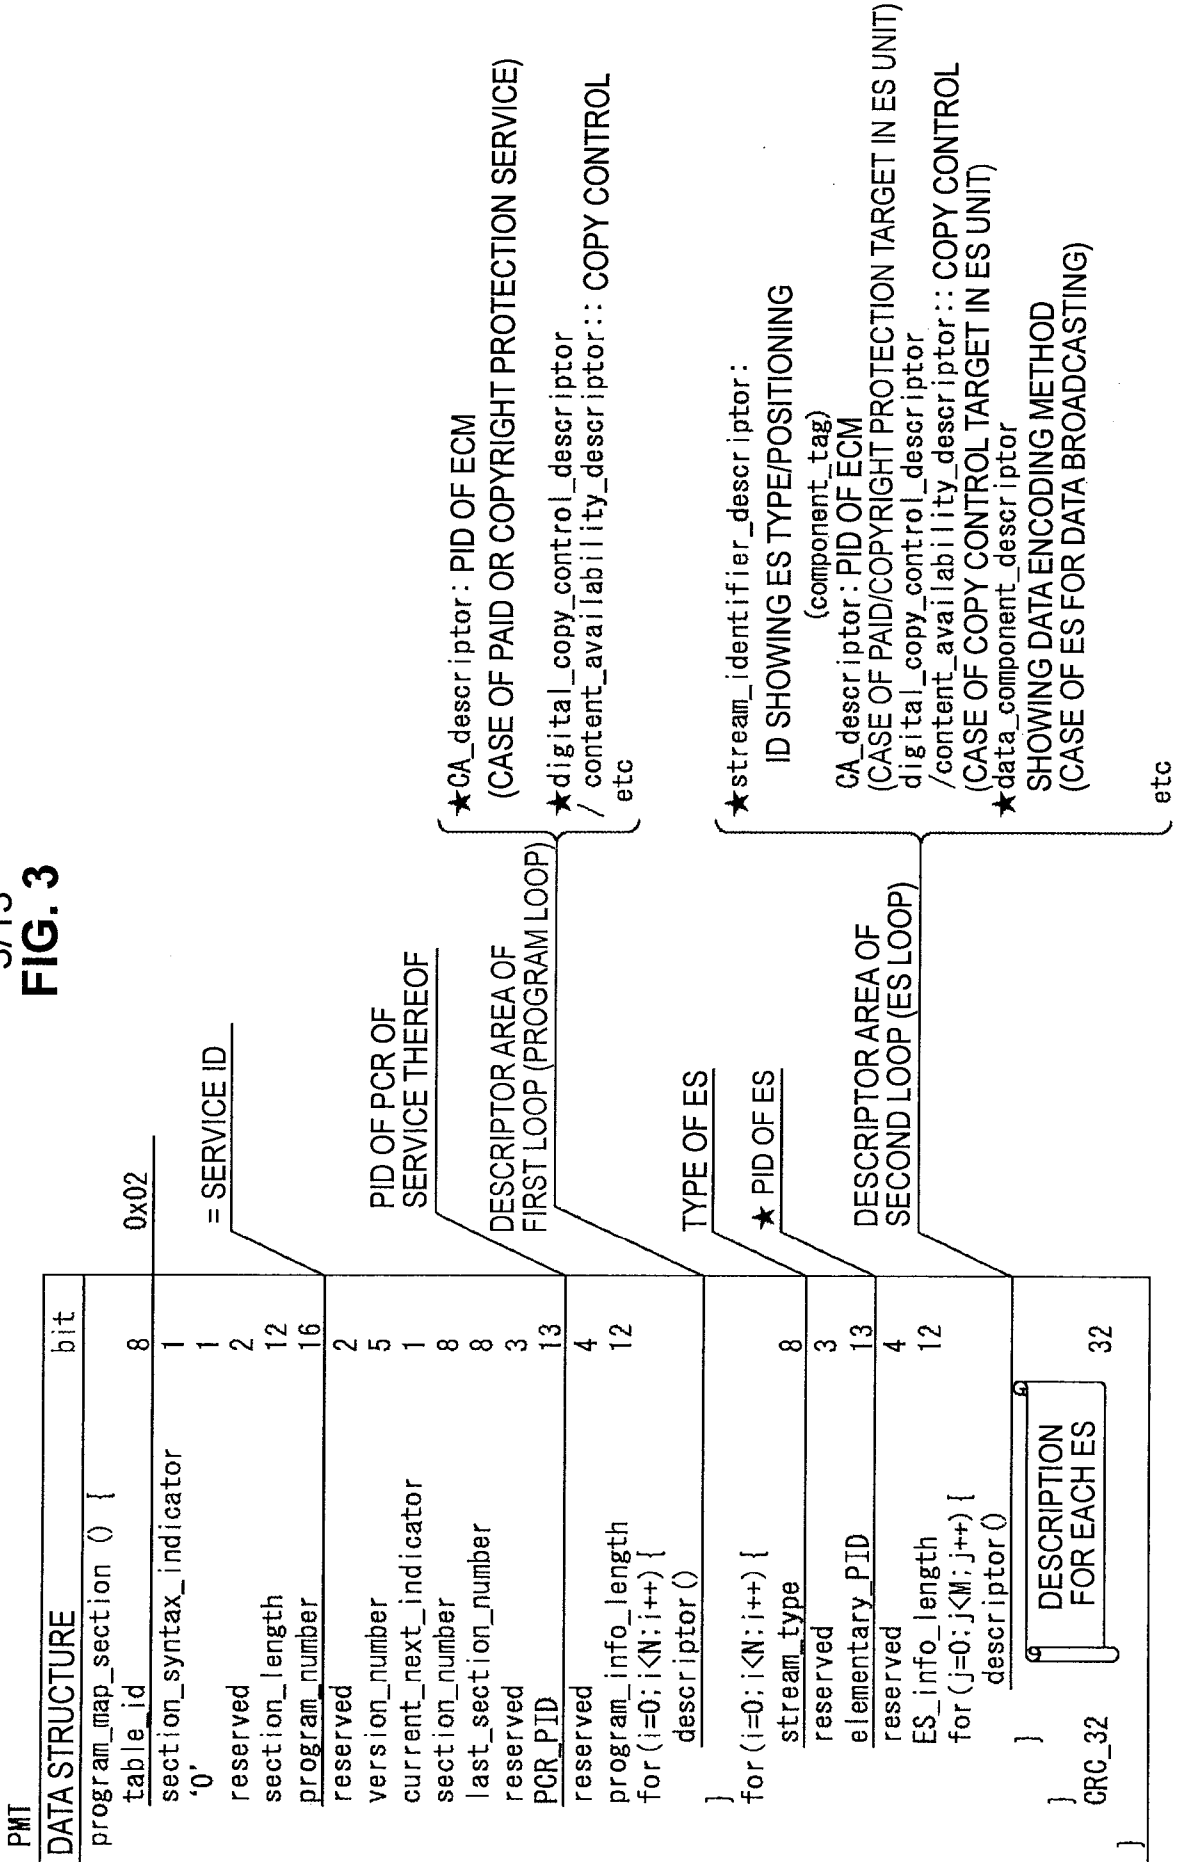 3/13
FIG. 3
PMT
DATA STRUCTURE bit
program_map_section () {
table_id 8 0x02
section_syntax_indicator 1
'0' 1
reserved 2
section_length 12
program_number 16
= SERVICE ID
reserved 2
version_number 5
current_next_indicator 1
section_number 8
last_section_number 8
reserved 3
PCR_PID 13
PID OF PCR OF
SERVICE THEREOF
reserved 4
program_info_length 12
for(i=0;i<N;i++){
descriptor()
}
DESCRIPTOR AREA OF
FIRST LOOP (PROGRAM LOOP)
★CA_descriptor: PID OF ECM
(CASE OF PAID OR COPYRIGHT PROTECTION SERVICE)
★digital_copy_control_descriptor
/content_availability_descriptor:: COPY CONTROL
etc
for(i=0;i<N;i++){
stream_type 8
TYPE OF ES
reserved 3
elementary_PID 13
★ PID OF ES
reserved 4
ES_info_length 12
for(j=0;j<M;j++){
descriptor()
}
DESCRIPTOR AREA OF
SECOND LOOP (ES LOOP)
★stream_identifier_descriptor:
ID SHOWING ES TYPE/POSITIONING
(component_tag)
CA_descriptor: PID OF ECM
(CASE OF PAID/COPYRIGHT PROTECTION TARGET IN ES UNIT)
digital_copy_control_descriptor
/content_availability_descriptor:: COPY CONTROL
(CASE OF COPY CONTROL TARGET IN ES UNIT)
★data_component_descriptor
SHOWING DATA ENCODING METHOD
(CASE OF ES FOR DATA BROADCASTING)
etc
DESCRIPTION
FOR EACH ES
}
CRC_32 32
}